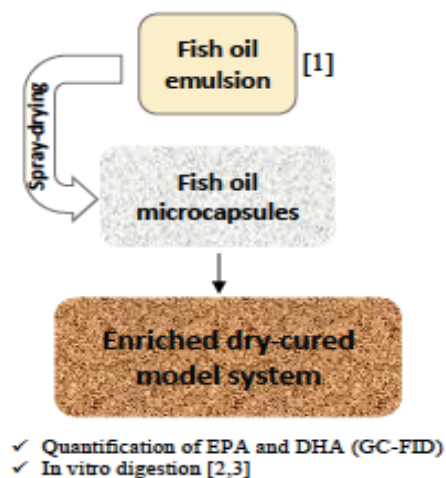 Fish oil
emulsion
[1]
Spray-drying
Fish oil
microcapsules
Enriched dry-cured
model system
✓ Quantification of EPA and DHA (GC-FID)
✓ In vitro digestion [2,3]